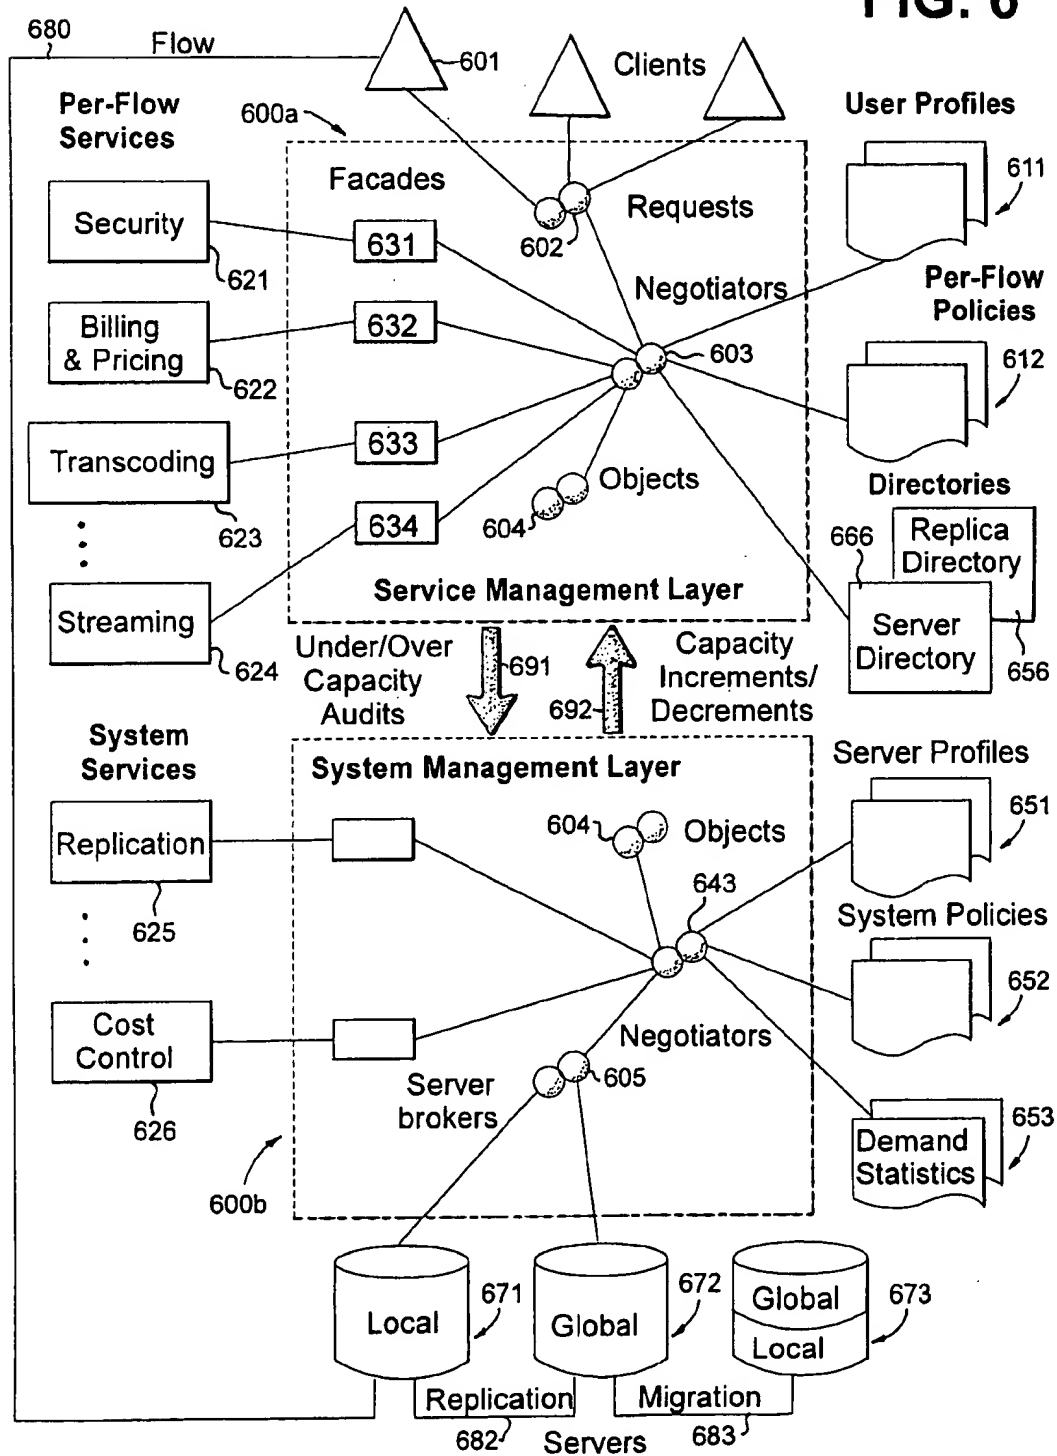 FIG. 6
680
Flow
601
Clients
Per-Flow
Services
600a
User Profiles
Facades
611
Security
631
602
Requests
621
Negotiators
Per-Flow
Policies
Billing
& Pricing
632
603
612
622
633
Transcoding
Objects
Directories
623
634
604
666
Replica
Directory
Streaming
Service Management Layer
Server
Directory
624
656
Under/Over
Capacity
Audits
691
692
Capacity
Increments/
Decrements
System
Services
System Management Layer
Server Profiles
651
Replication
604
Objects
643
625
System Policies
652
Cost
Control
Negotiators
Server
brokers
605
626
653
Demand
Statistics
600b
Local
671
Global
672
Global
Local
673
Replication
Migration
682
Servers
683